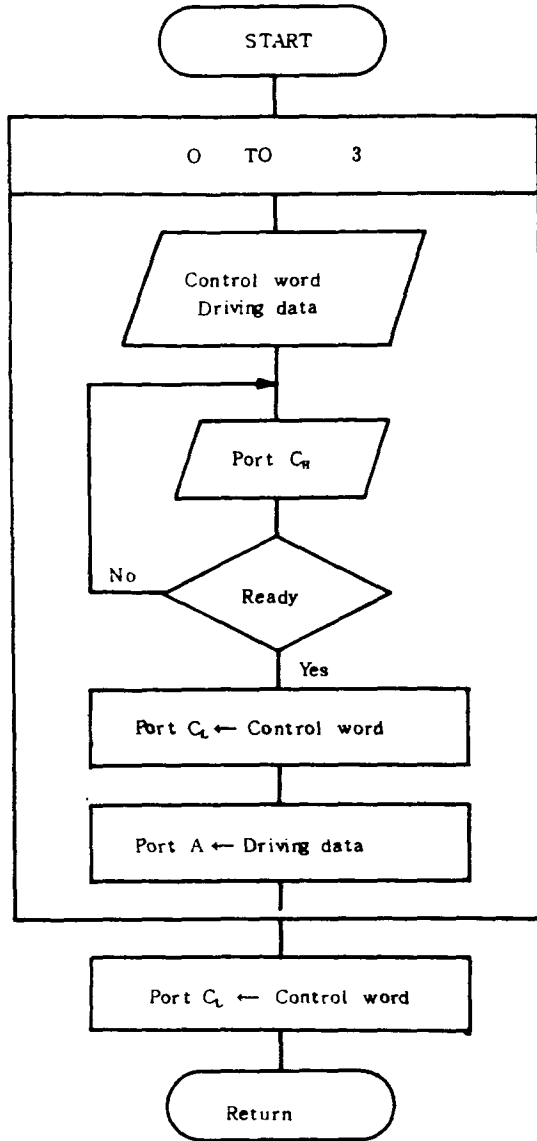 START
O TO 3
Control word
Driving data
Port C_H
No
Ready
Yes
Port C_L ← Control word
Port A ← Driving data
Port C_L ← Control word
Return